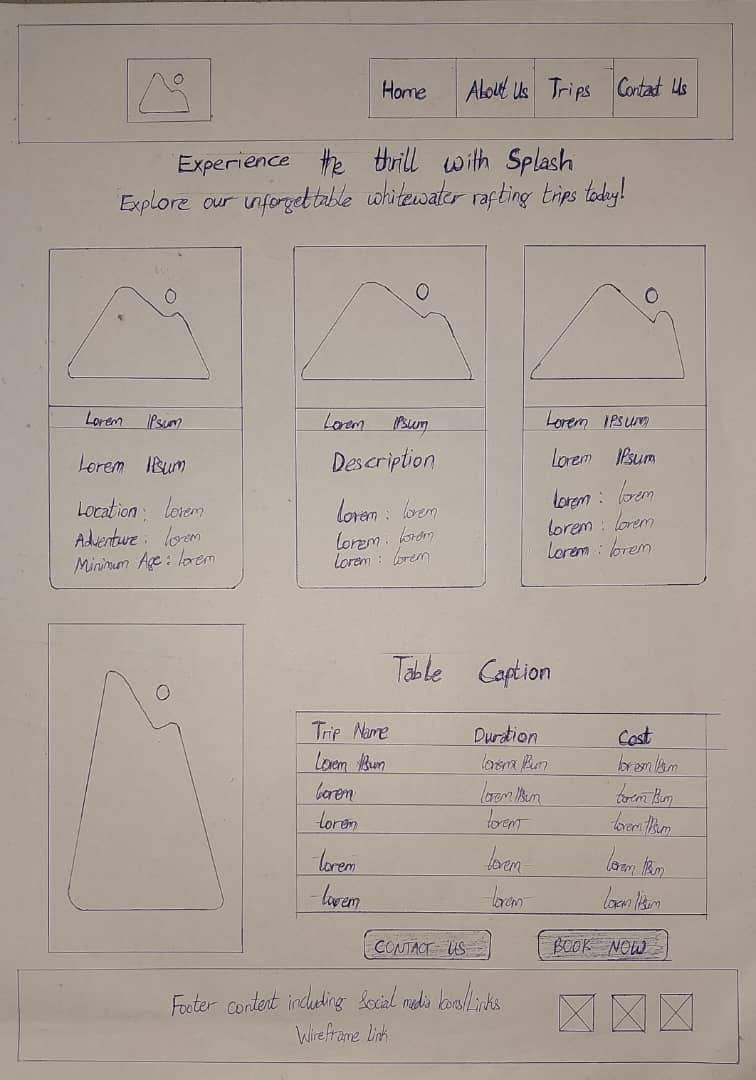 Home About Us Trips Contact Us
Experience the thrill with Splash
Explore our unforgettable whitewater rafting trips today!
Lorem IPsum
Lorem IPsum
Location: lorem
Adventure: lorem
Minimum Age: lorem
Lorem IPsum
Description
Lorem: lorem
Lorem: lorem
Lorem: lorem
Lorem IPsum
Lorem IPsum
Lorem: lorem
Lorem: lorem
Lorem: lorem
Table Caption
Trip Name Duration Cost
Lorem IPsum lorem IPsum lorem IPsum
Lorem lorem IPsum lorem IPsum
Lorem lorem lorem IPsum
Lorem lorem lorem IPsum
Lorem lorem lorem IPsum
CONTACT US BOOK NOW
Footer content including Social media Icons/Links
Wireframe link